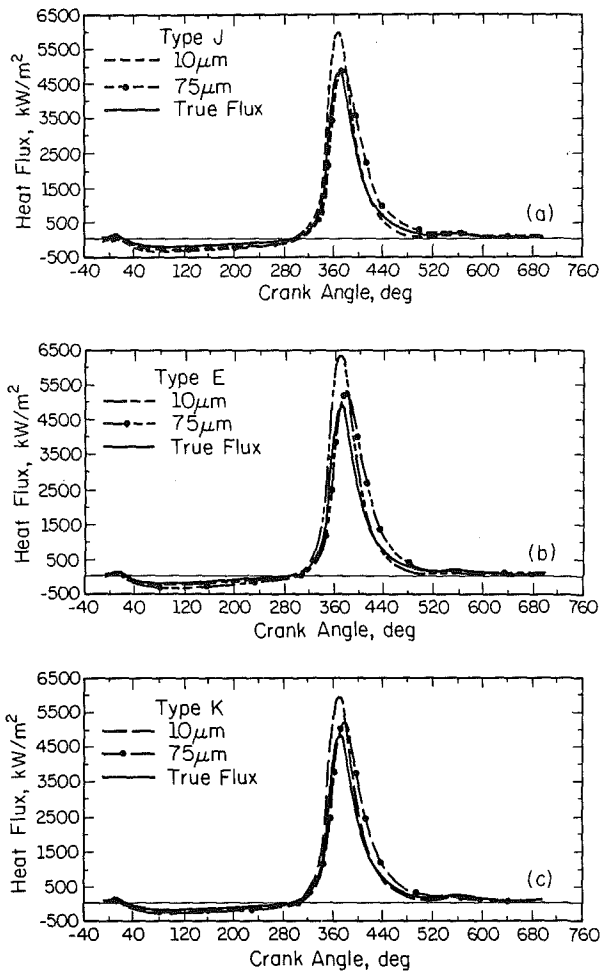 6500
5500
4500
3500
2500
1500
500
-500
Heat Flux, kW/m²
Type J
10μm
75μm
True Flux
(a)
-40 40 120 200 280 360 440 520 600 680 760
Crank Angle, deg
6500
5500
4500
3500
2500
1500
500
-500
Heat Flux, kW/m²
Type E
10μm
75μm
True Flux
(b)
-40 40 120 200 280 360 440 520 600 680 760
Crank Angle, deg
6500
5500
4500
3500
2500
1500
500
-500
Heat Flux, kW/m²
Type K
10μm
75μm
True Flux
(c)
-40 40 120 200 280 360 440 520 600 680 760
Crank Angle, deg